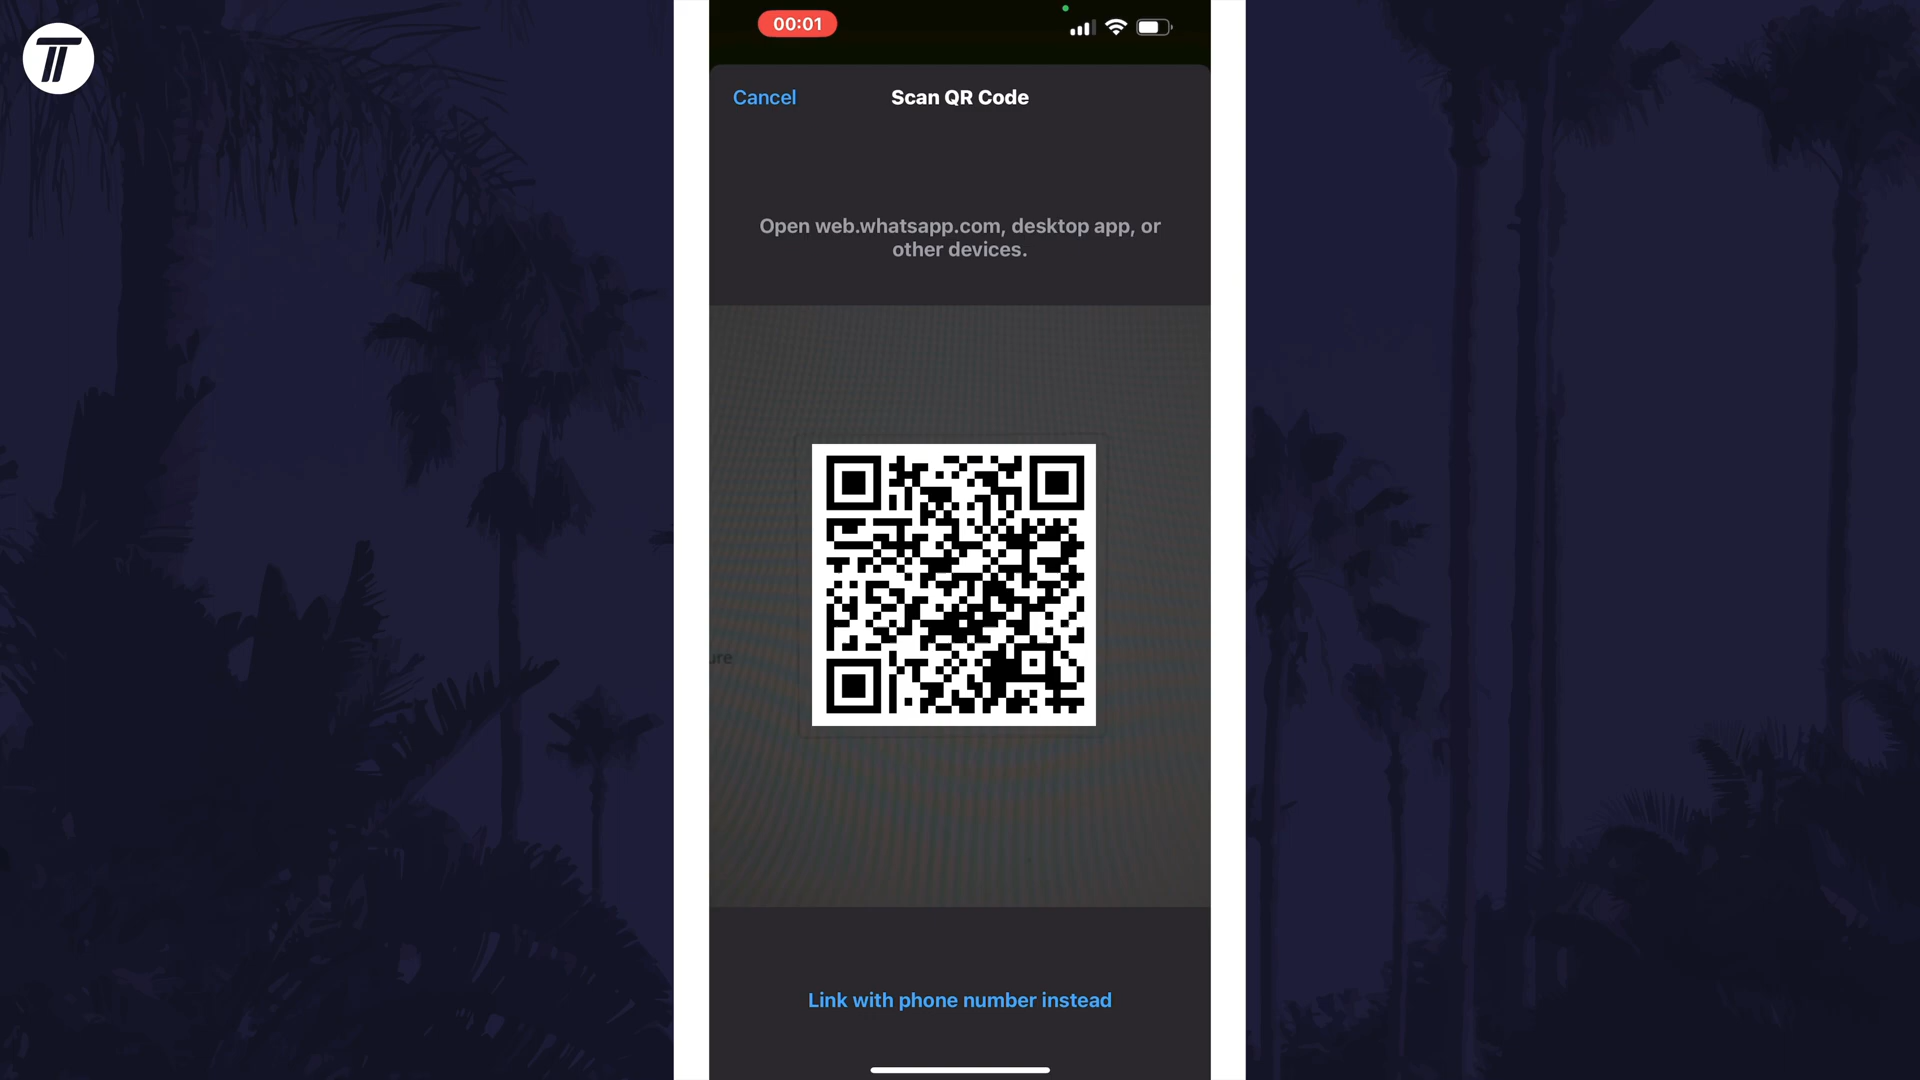 00:01
Cancel
Scan QR Code
Open web.whatsapp.com, desktop app, or
other devices.
Link with phone number instead